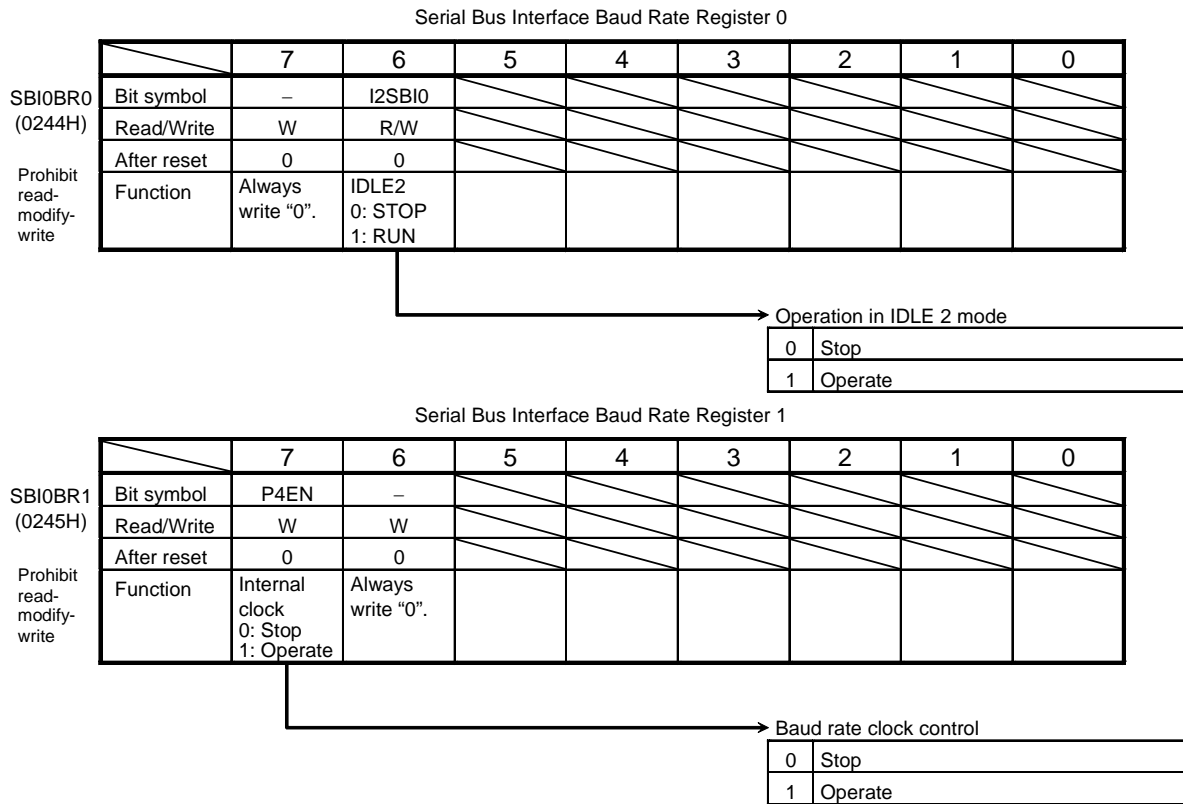 Serial Bus Interface Baud Rate Register 0
7 6 5 4 3 2 1 0
SBI0BR0
(0244H)
Prohibit
read-
modify-
write
Bit symbol – I2SBI0
Read/Write W R/W
After reset 0 0
Function Always IDLE2
write “0”. 0: STOP
1: RUN
Operation in IDLE 2 mode
0 Stop
1 Operate
Serial Bus Interface Baud Rate Register 1
7 6 5 4 3 2 1 0
SBI0BR1
(0245H)
Prohibit
read-
modify-
write
Bit symbol P4EN –
Read/Write W W
After reset 0 0
Function Internal Always
clock write “0”.
0: Stop
1: Operate
Baud rate clock control
0 Stop
1 Operate